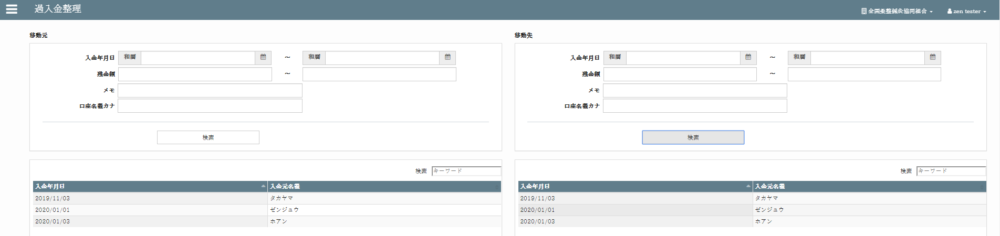 過入金整理
全国柔整鍼灸協同組合
zen tester
移動元
入金年月日 和暦 ～ 和暦
残金額 ～
メモ
口座名義カナ
検索
検索 キーワード
入金年月日 入金元名義
2019/11/03 タカヤマ
2020/01/01 ゼンジュウ
2020/01/03 ホアン
移動先
入金年月日 和暦 ～ 和暦
残金額 ～
メモ
口座名義カナ
検索
検索 キーワード
入金年月日 入金元名義
2019/11/03 タカヤマ
2020/01/01 ゼンジュウ
2020/01/03 ホアン